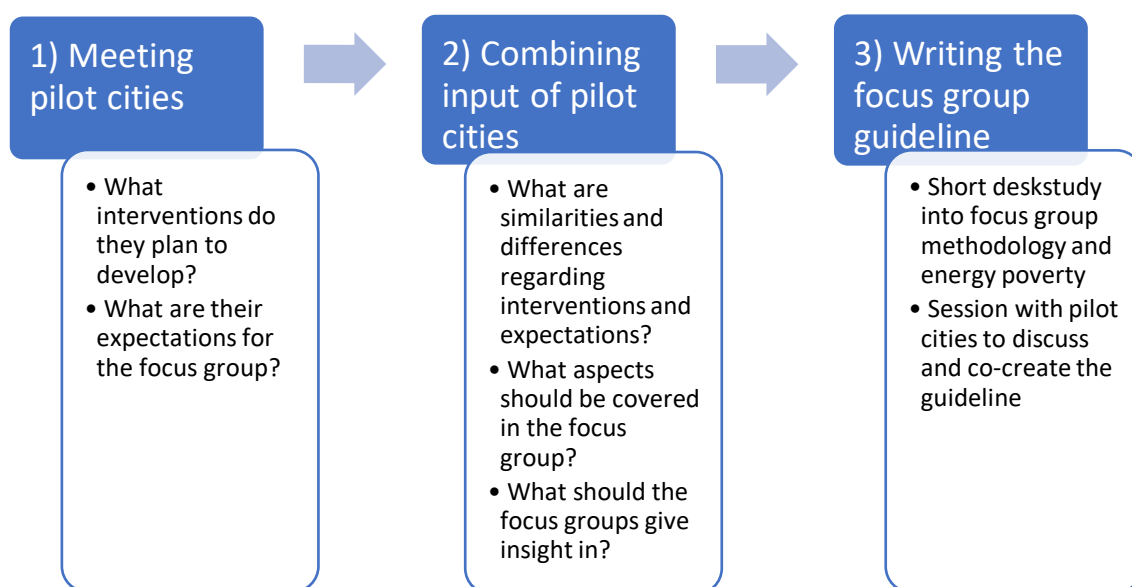 1) Meeting
pilot cities
• What
interventions do
they plan to
develop?
• What are their
expectations for
the focus group?
2) Combining
input of pilot
cities
• What are
similarities and
differences
regarding
interventions and
expectations?
• What aspects
should be covered
in the focus
group?
• What should the
focus groups give
insight in?
3) Writing the
focus group
guideline
• Short deskstudy
into focus group
methodology and
energy poverty
• Session with pilot
cities to discuss
and co-create the
guideline